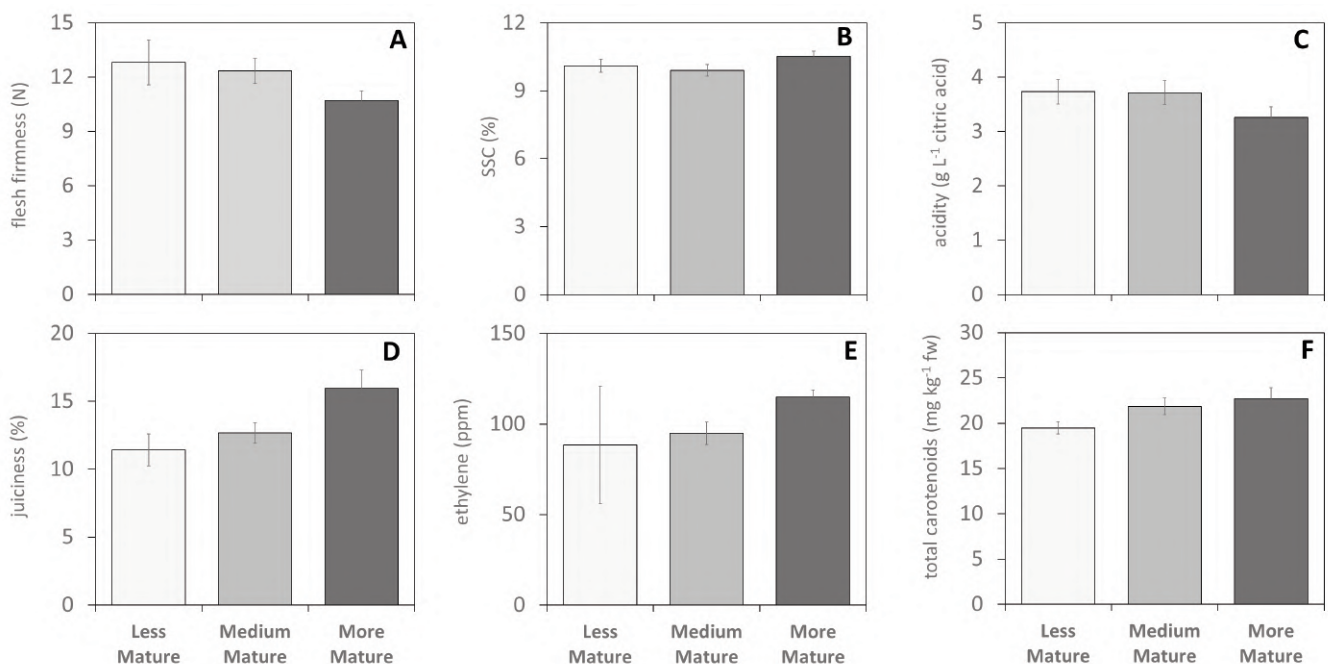 A
flesh firmness (N)
15
12
9
6
3
0
B
SSC (%)
12
9
6
3
0
C
acidity (g L-1 citric acid)
5
4
3
2
1
0
D
juiciness (%)
20
15
10
5
0
Less Mature
Medium Mature
More Mature
E
ethylene (ppm)
150
100
50
0
Less Mature
Medium Mature
More Mature
F
total carotenoids (mg kg-1 fw)
30
25
20
15
10
5
0
Less Mature
Medium Mature
More Mature